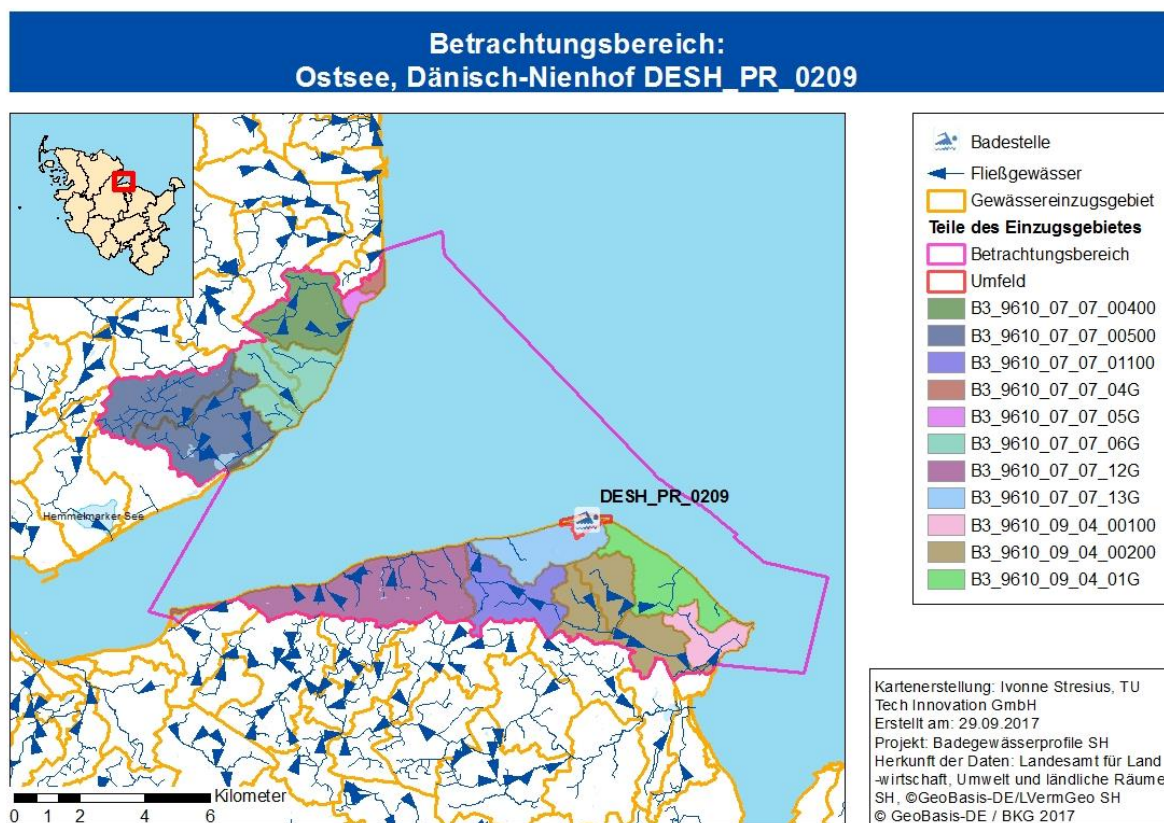 Betrachtungsbereich:
Ostsee, Dänisch-Nienhof DESH_PR_0209
Hemmelmarker See
DESH_PR_0209
Kilometer
0 1 2 4 6
Badestelle
Fließgewässer
Gewässereinzugsgebiet
Teile des Einzugsgebietes
Betrachtungsbereich
Umfeld
B3_9610_07_07_00400
B3_9610_07_07_00500
B3_9610_07_07_01100
B3_9610_07_07_04G
B3_9610_07_07_05G
B3_9610_07_07_06G
B3_9610_07_07_12G
B3_9610_07_07_13G
B3_9610_09_04_00100
B3_9610_09_04_00200
B3_9610_09_04_01G
Kartenerstellung: Ivonne Stresius, TU
Tech Innovation GmbH
Erstellt am: 29.09.2017
Projekt: Badegewässerprofile SH
Herkunft der Daten: Landesamt für Land
-wirtschaft, Umwelt und ländliche Räume
SH, ©GeoBasis-DE/LVermGeo SH
© GeoBasis-DE / BKG 2017